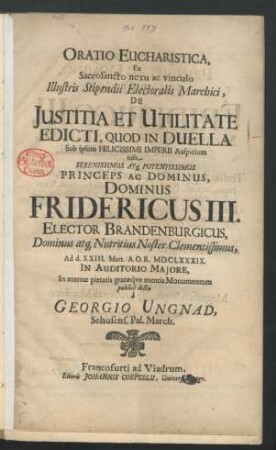 ORATIO EUCHARISTICA,
Ex
Sacrosancto nexu ac vinculo
Illustris Stipendii Electoralis Marchici,
DE
JUSTITIA ET UTILITATE
EDICTI, QUOD IN DUELLA
Sub ipsum FELICISSIMI IMPERII Auspicium
SERENISSIMUS atq, POTENTISSIMUS
PRINCEPS AC DOMINUS,
DOMINUS
FRIDERICUS III.
ELECTOR BRANDENBURGICUS,
Dominus atq, Nutritius Noster Clementissimus,
Ad d. XXIII. Mart. A.O.R. MDCLXXXIX.
IN AUDITORIO MAJORE,
In æternæ pietatis gratæqve mentis Monumentum
publicè dicta
à
GEORGIO UNGNAD,
Sehusens. Pal. March.
Francofurti ad Viadrum,
Literis JOHANNIS COEPSELII,